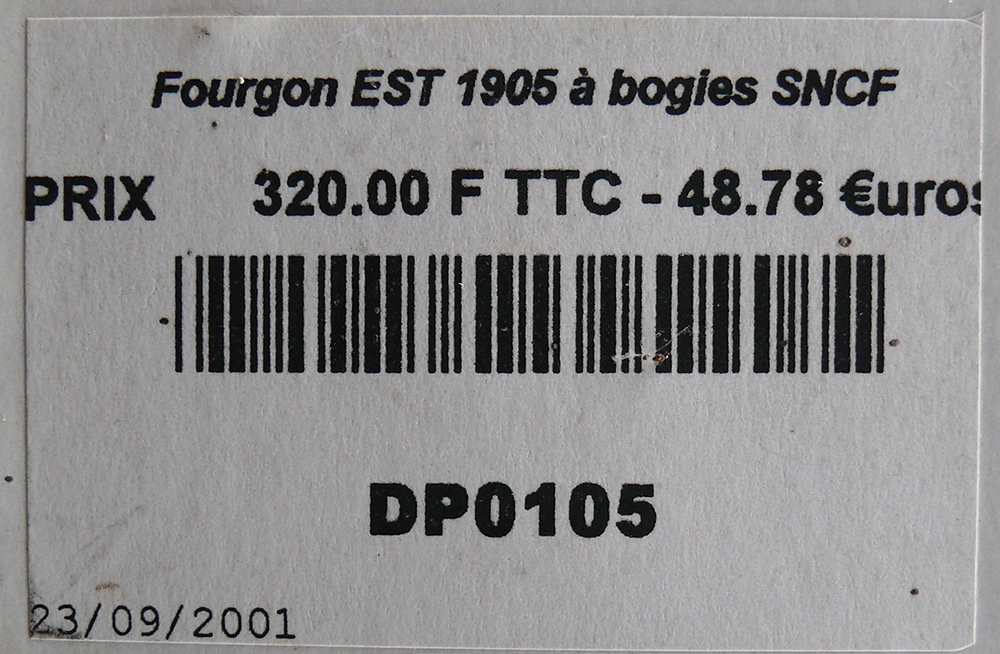 Fourgon EST 1905 à bogies SNCF
PRIX 320.00 F TTC - 48.78 €uros
DP0105
23/09/2001